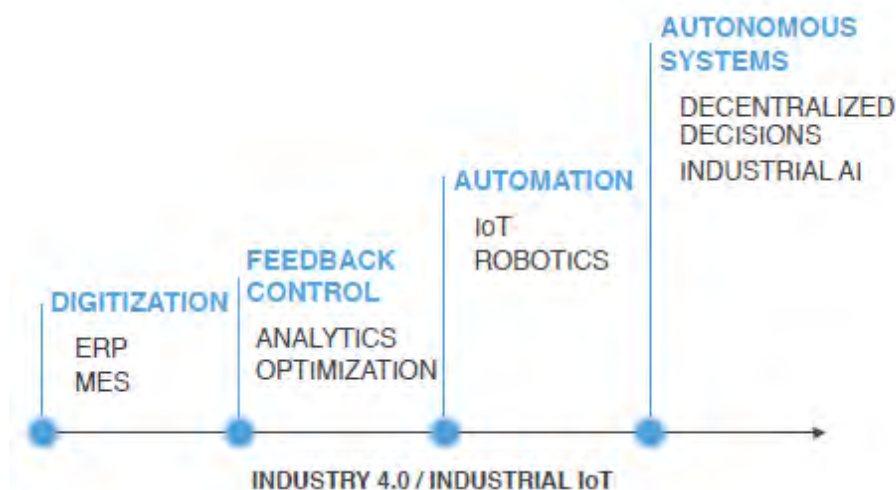 DIGITIZATION
ERP
MES
FEEDBACK
CONTROL
ANALYTICS
OPTIMIZATION
AUTOMATION
IoT
ROBOTICS
AUTONOMOUS
SYSTEMS
DECENTRALIZED
DECISIONS
INDUSTRIAL AI
INDUSTRY 4.0 / INDUSTRIAL IoT